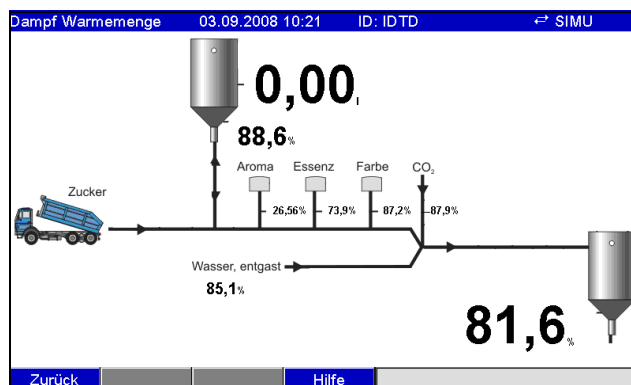 Dampf Warmemenge 03.09.2008 10:21 ID: IDTD ⇄ SIMU
0,00 l
88,6%
Aroma Essenz Farbe CO₂
Zucker
26,56% 73,9% 87,2% 87,9%
Wasser, entgast
85,1%
81,6%
Zurück Hilfe